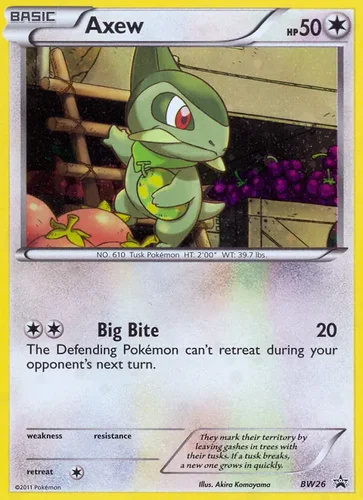 BASIC
Axew
HP50
NO. 610 Tusk Pokémon HT: 2'00" WT: 39.7 lbs.
Big Bite 20
The Defending Pokémon can't retreat during your
opponent's next turn.
weakness resistance
retreat
They mark their territory by
leaving gashes in trees with
their tusks. If a tusk breaks,
a new one grows in quickly.
©2011 Pokémon
Illus. Akira Komayama
BW26